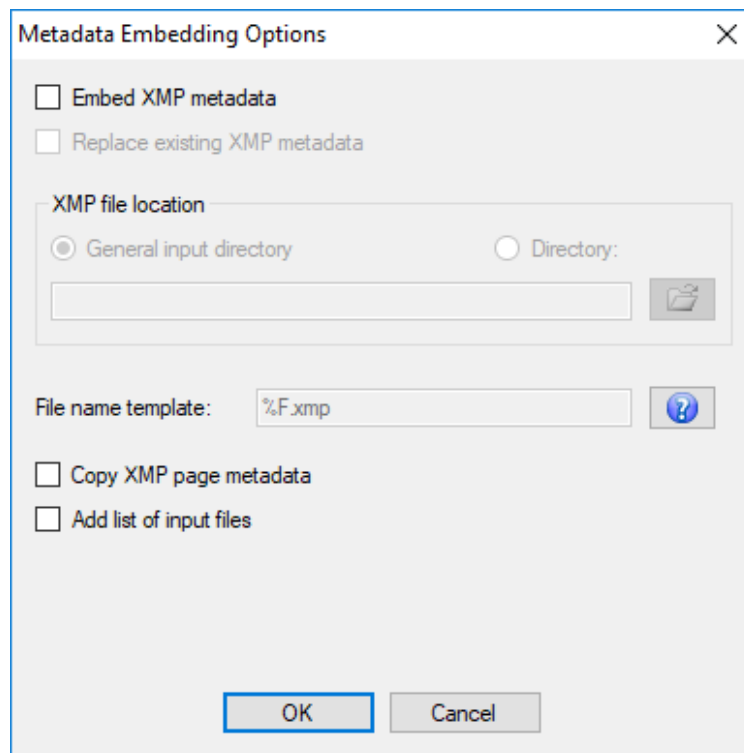 Metadata Embedding Options
Embed XMP metadata
Replace existing XMP metadata
XMP file location
General input directory
Directory:
File name template:
%F.xmp
Copy XMP page metadata
Add list of input files
OK
Cancel